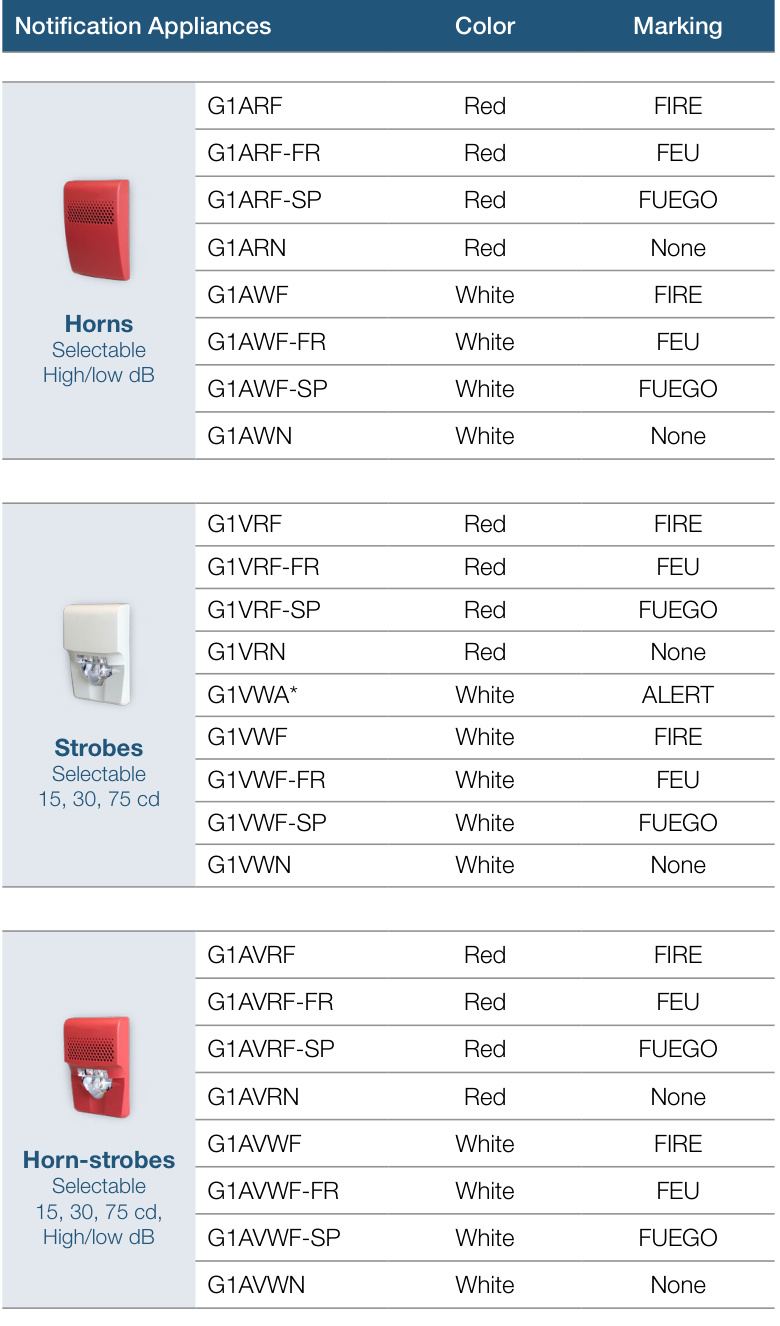 Notification Appliances Color Marking
G1ARF Red FIRE
G1ARF-FR Red FEU
G1ARF-SP Red FUEGO
G1ARN Red None
G1AWF White FIRE
G1AWF-FR White FEU
G1AWF-SP White FUEGO
G1AWN White None
Horns
Selectable
High/low dB
G1VRF Red FIRE
G1VRF-FR Red FEU
G1VRF-SP Red FUEGO
G1VRN Red None
G1VWA* White ALERT
G1VWF White FIRE
G1VWF-FR White FEU
G1VWF-SP White FUEGO
G1VWN White None
Strobes
Selectable
15, 30, 75 cd
G1AVRF Red FIRE
G1AVRF-FR Red FEU
G1AVRF-SP Red FUEGO
G1AVRN Red None
G1AVWF White FIRE
G1AVWF-FR White FEU
G1AVWF-SP White FUEGO
G1AVWN White None
Horn-strobes
Selectable
15, 30, 75 cd,
High/low dB